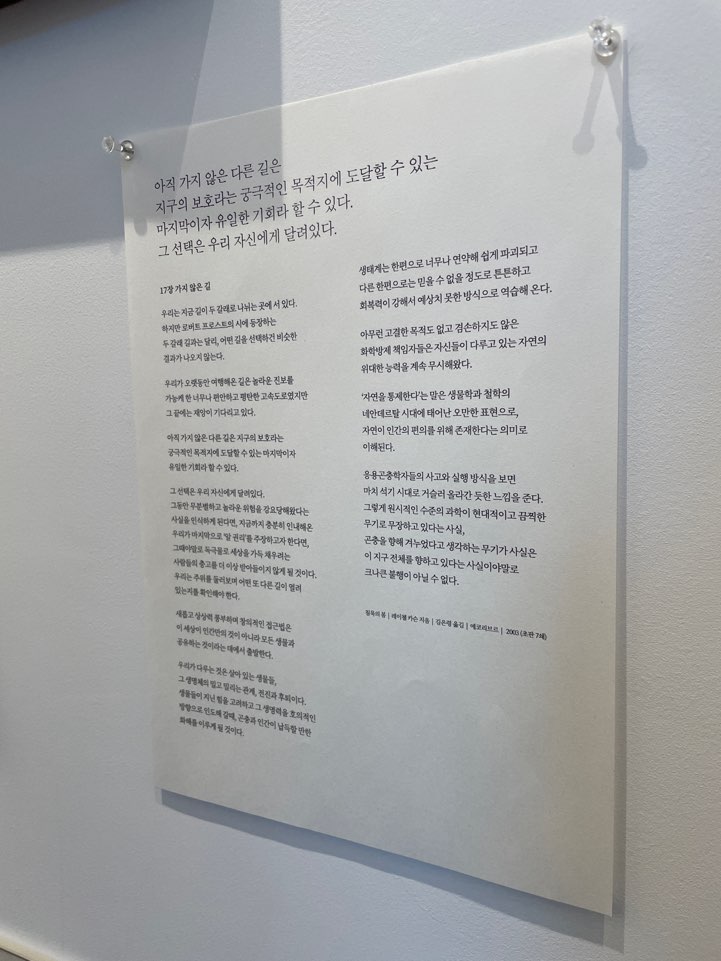 아직 가지 않은 다른 길은
지구의 보호라는 궁극적인 목적지에 도달할 수 있는
마지막이자 유일한 기회라 할 수 있다.
그 선택은 우리 자신에게 달려있다.
17장 가지 않은 길
우리는 지금 길이 두 갈래로 나뉘는 곳에 서 있다.
하지만 로버트 프로스트의 시에 등장하는
두 갈래 길과는 달리, 어떤 길을 선택하건 비슷한
결과가 나오지 않는다.
우리가 오랫동안 여행해온 길은 놀라운 진보를
가능케 한 너무나 편안하고 평탄한 고속도로였지만
그 끝에는 재앙이 기다리고 있다.
아직 가지 않은 다른 길은 지구의 보호라는
궁극적인 목적지에 도달할 수 있는 마지막이자
유일한 기회라 할 수 있다.
그 선택은 우리 자신에게 달려있다.
그동안 무분별하고 놀라운 위험을 강요당해왔다는
사실을 인식하게 된다면, 지금까지 충분히 인내해온
우리가 마지막으로 '알 권리'를 주장하고자 한다면,
그때야말로 독극물로 세상을 가득 채우려는
사람들의 충고를 더 이상 받아들이지 않게 될 것이다.
우리는 주위를 둘러보며 어떤 또 다른 길이 열려
있는지를 확인해야 한다.
새롭고 상상력 풍부하며 창의적인 접근법은
이 세상이 인간만의 것이 아니라 모든 생물과
공유하는 것이라는 데에서 출발한다.
우리가 다루는 것은 살아 있는 생물들,
그 생명체의 밀고 밀리는 관계, 전진과 후퇴이다.
생물들이 지닌 힘을 고려하고 그 생명력을 호의적인
방향으로 인도해 갈때, 곤충과 인간이 납득할 만한
화해를 이루게 될 것이다.
생태계는 한편으로 너무나 연약해 쉽게 파괴되고
다른 한편으로는 믿을 수 없을 정도로 튼튼하고
회복력이 강해서 예상치 못한 방식으로 역습해 온다.
아무런 고결한 목적도 없고 겸손하지도 않은
화학방제 책임자들은 자신들이 다루고 있는 자연의
위대한 능력을 계속 무시해왔다.
'자연을 통제한다'는 말은 생물학과 철학의
네안데르탈 시대에 태어난 오만한 표현으로,
자연이 인간의 편의를 위해 존재한다는 의미로
이해된다.
응용곤충학자들의 사고와 실행 방식을 보면
마치 석기 시대로 거슬러 올라간 듯한 느낌을 준다.
그렇게 원시적인 수준의 과학이 현대적이고 끔찍한
무기로 무장하고 있다는 사실,
곤충을 향해 겨누었다고 생각하는 무기가 사실은
이 지구 전체를 향하고 있다는 사실이야말로
크나큰 불행이 아닐 수 없다.
침묵의 봄 | 레이첼 카슨 지음 | 김은령 옮김 | 에코리브르 | 2003 (초판 7쇄)